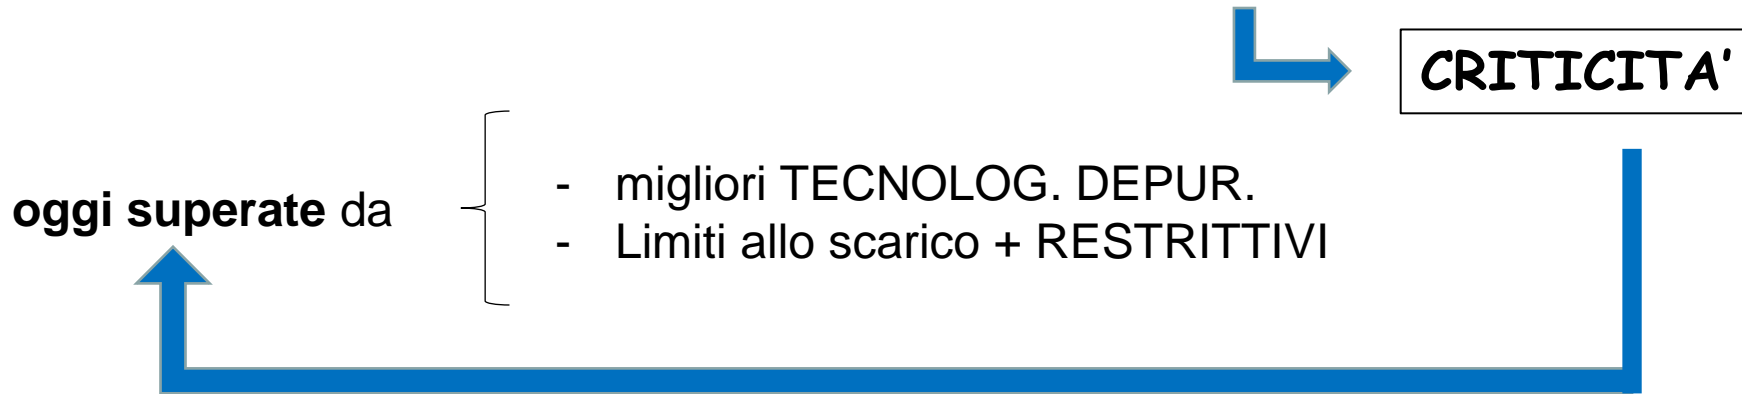 CRITICITA'
- migliori TECNOLOG. DEPUR.
oggi superate da
- Limiti allo scarico + RESTRITTIVI